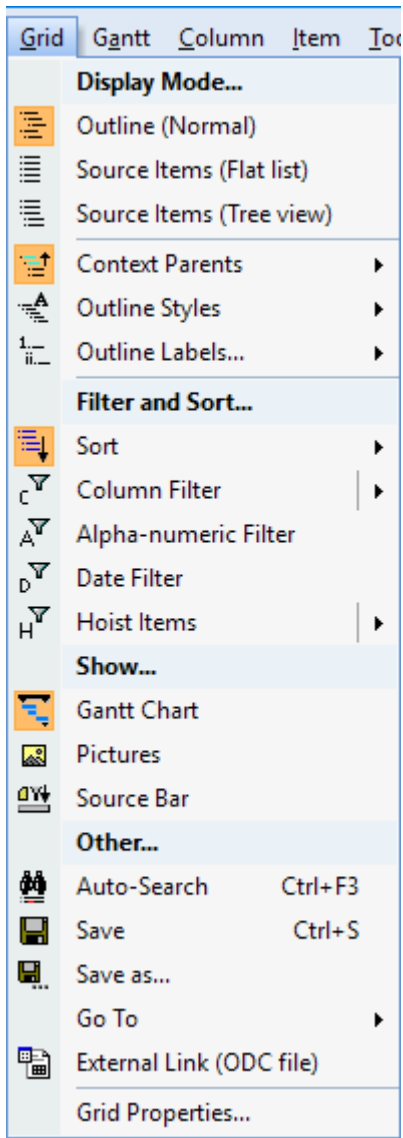 Grid Gantt Column Item Too
Display Mode...
Outline (Normal)
Source Items (Flat list)
Source Items (Tree view)
Context Parents
Outline Styles
Outline Labels...
Filter and Sort...
Sort
Column Filter
Alpha-numeric Filter
Date Filter
Hoist Items
Show...
Gantt Chart
Pictures
Source Bar
Other...
Auto-Search Ctrl+F3
Save Ctrl+S
Save as...
Go To
External Link (ODC file)
Grid Properties...